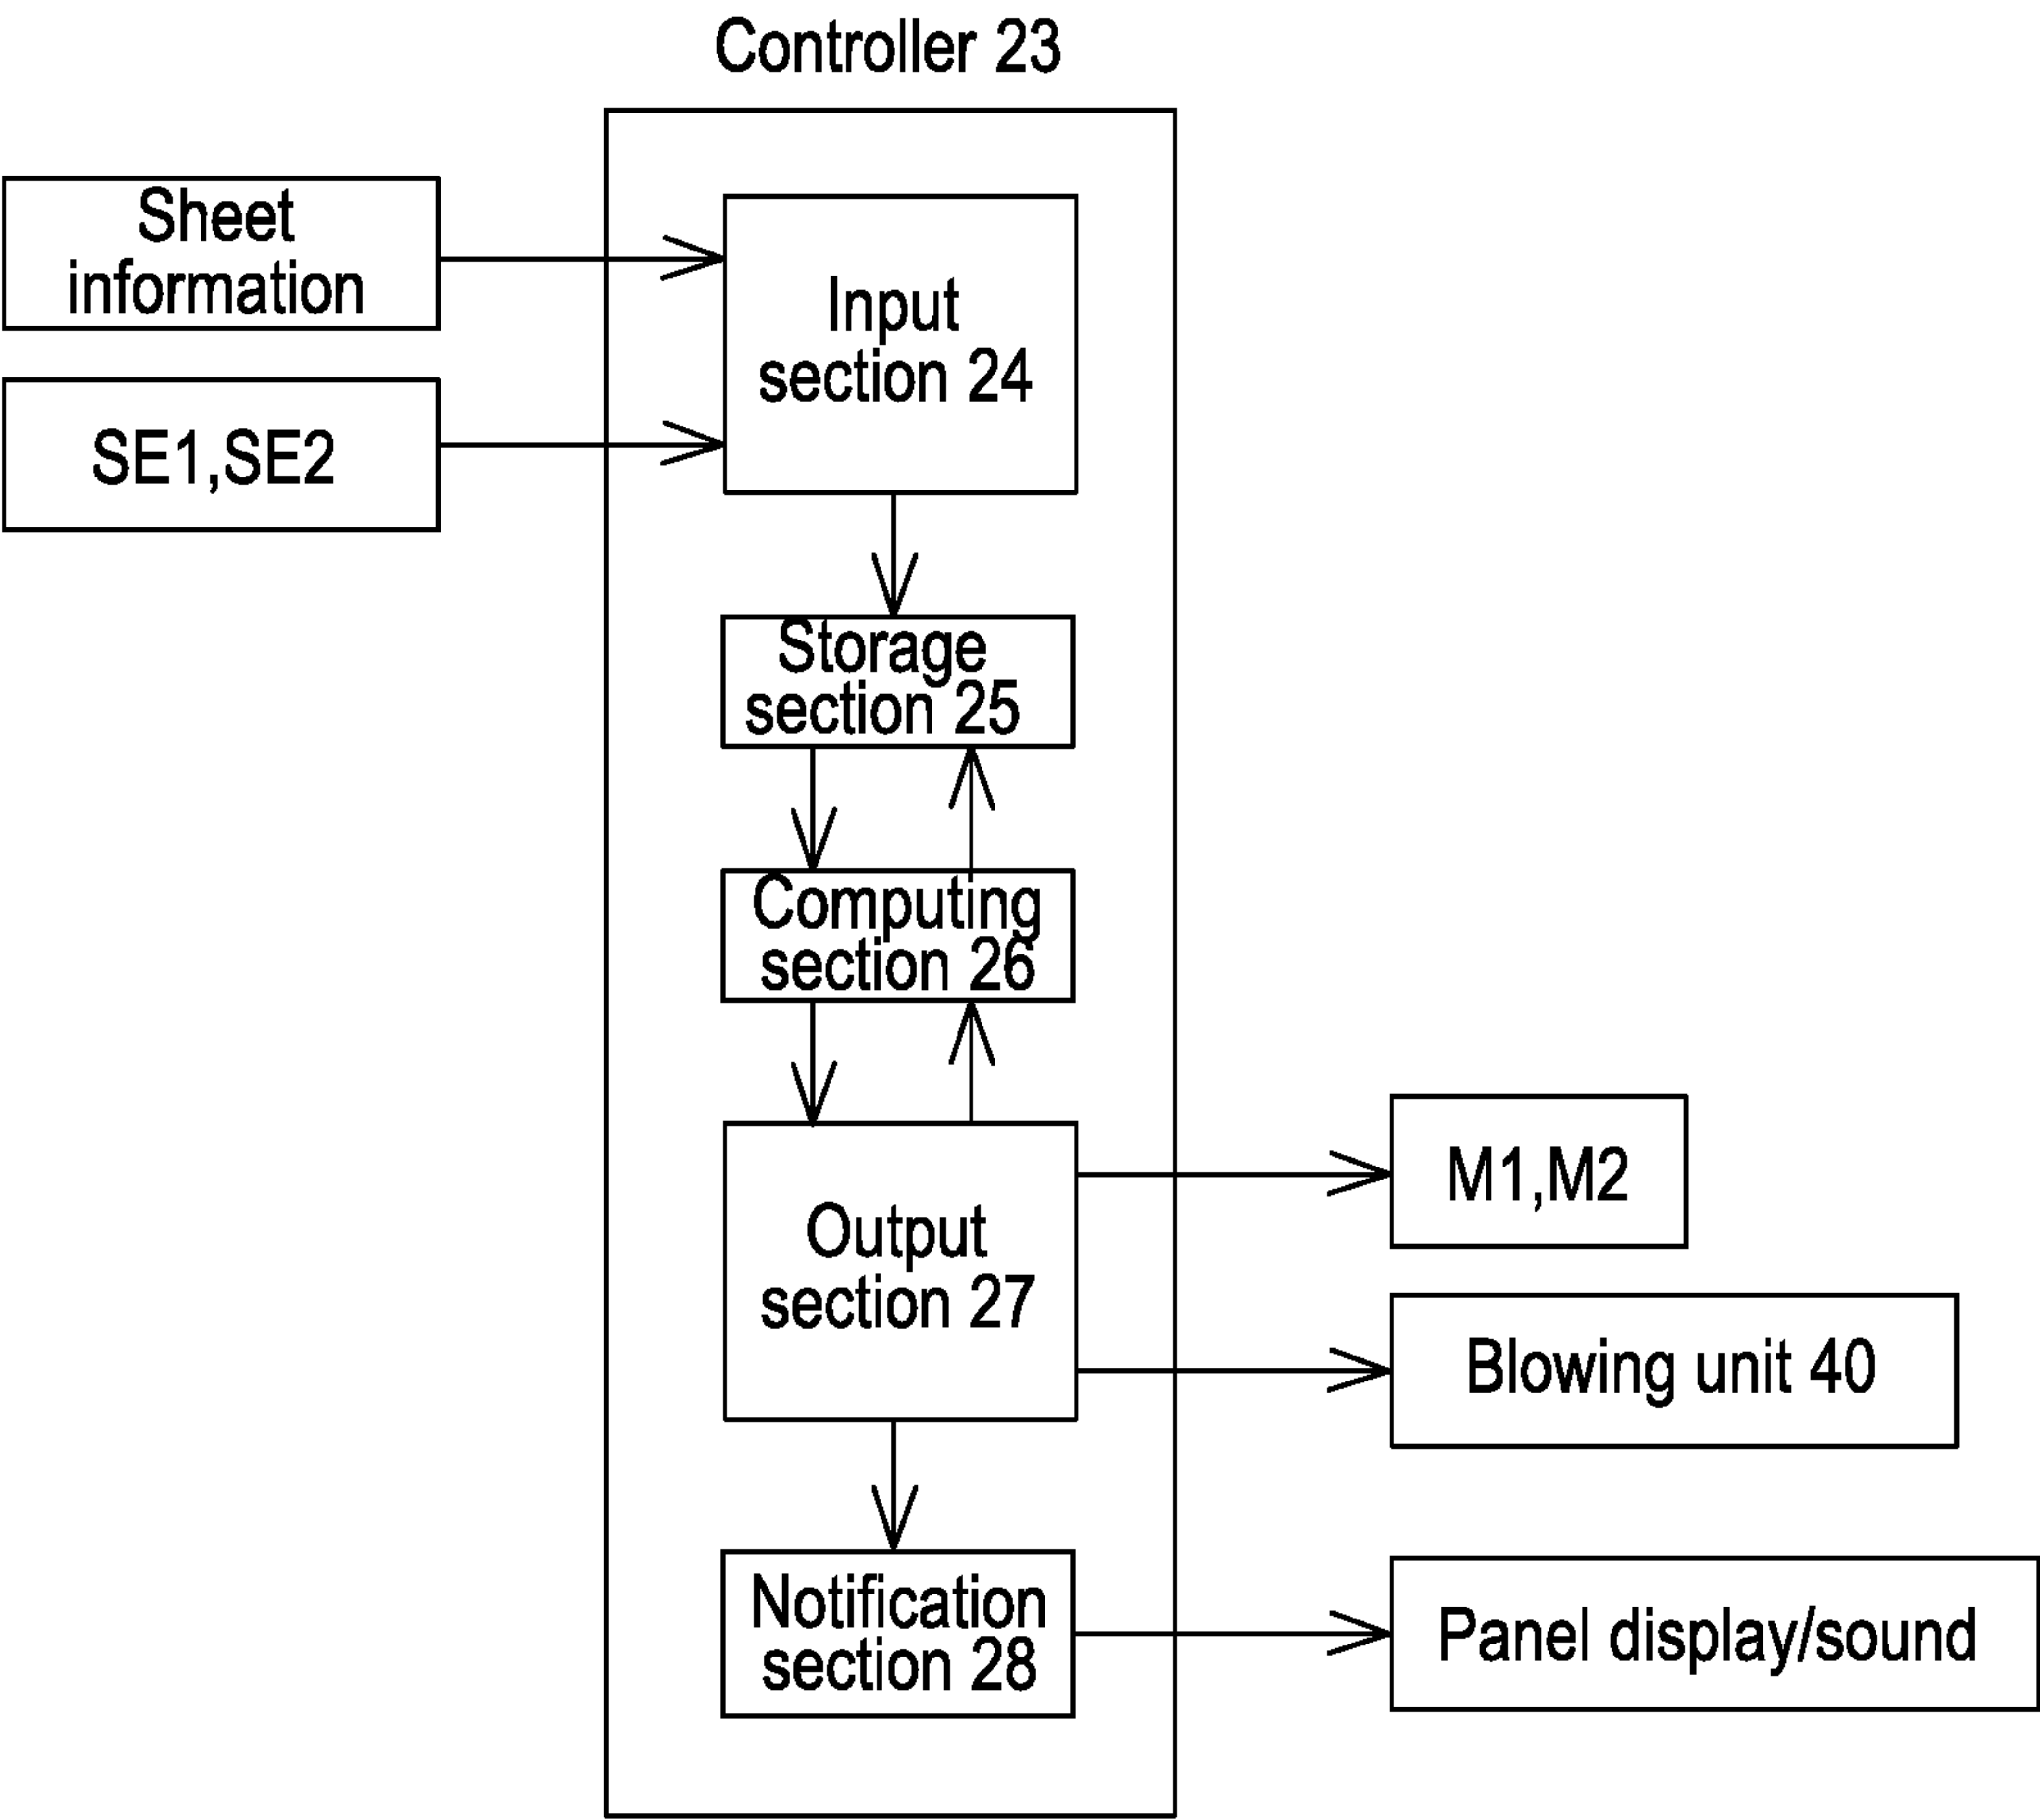 Controller 23
Sheet
information
Input
section 24
SE1,SE2
Storage
section 25
Computing
section 26
M1,M2
Output
section 27
Blowing unit 40
Notification
section 28
Panel display/sound